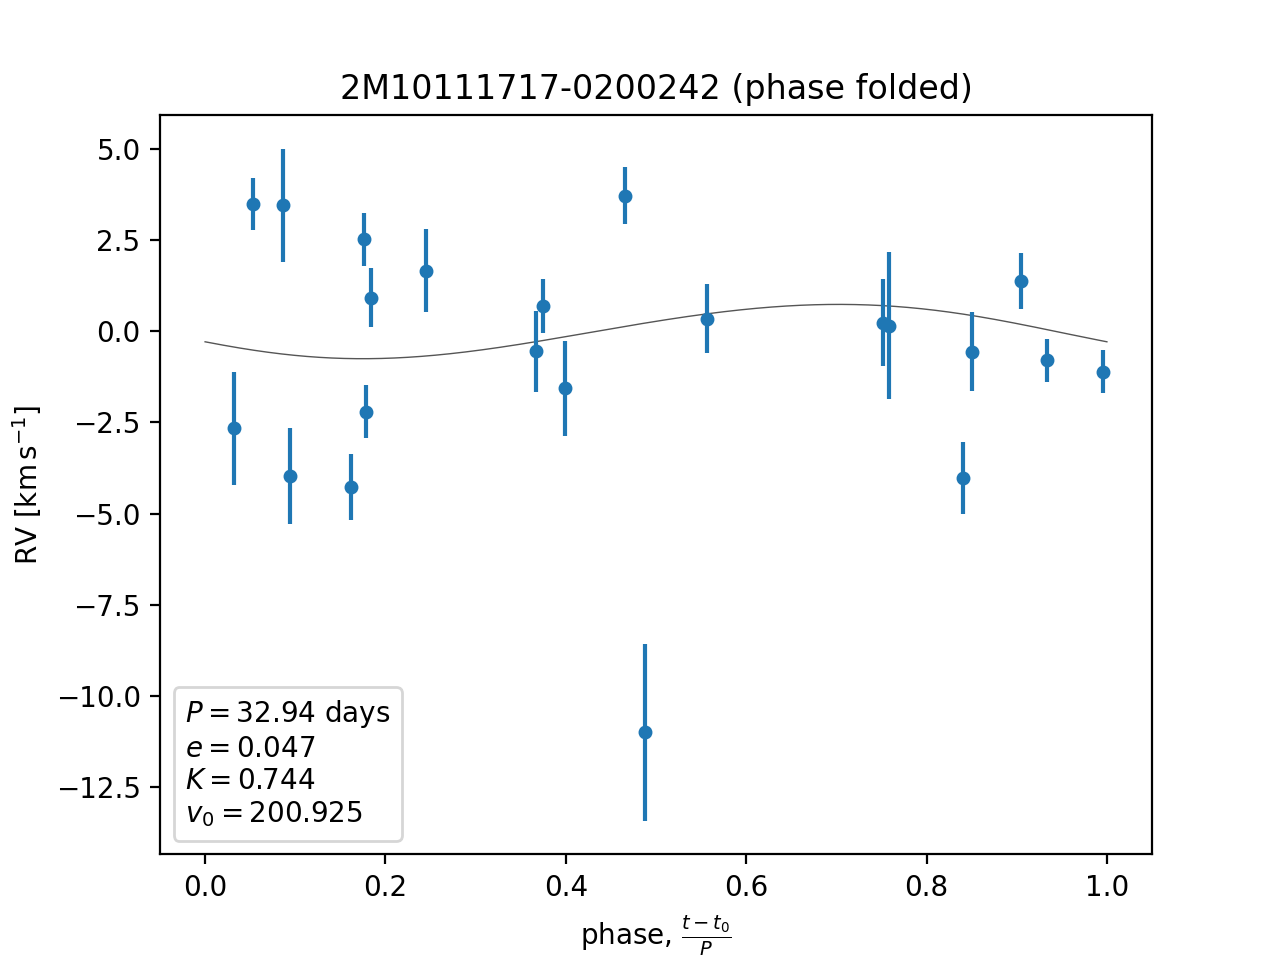 2M10111717-0200242 (phase folded)
RV [km s⁻¹]
5.0
2.5
0.0
−2.5
−5.0
−7.5
−10.0
−12.5
P = 32.94 days
e = 0.047
K = 0.744
v₀ = 200.925
0.0 0.2 0.4 0.6 0.8 1.0
phase, (t − t₀)/P